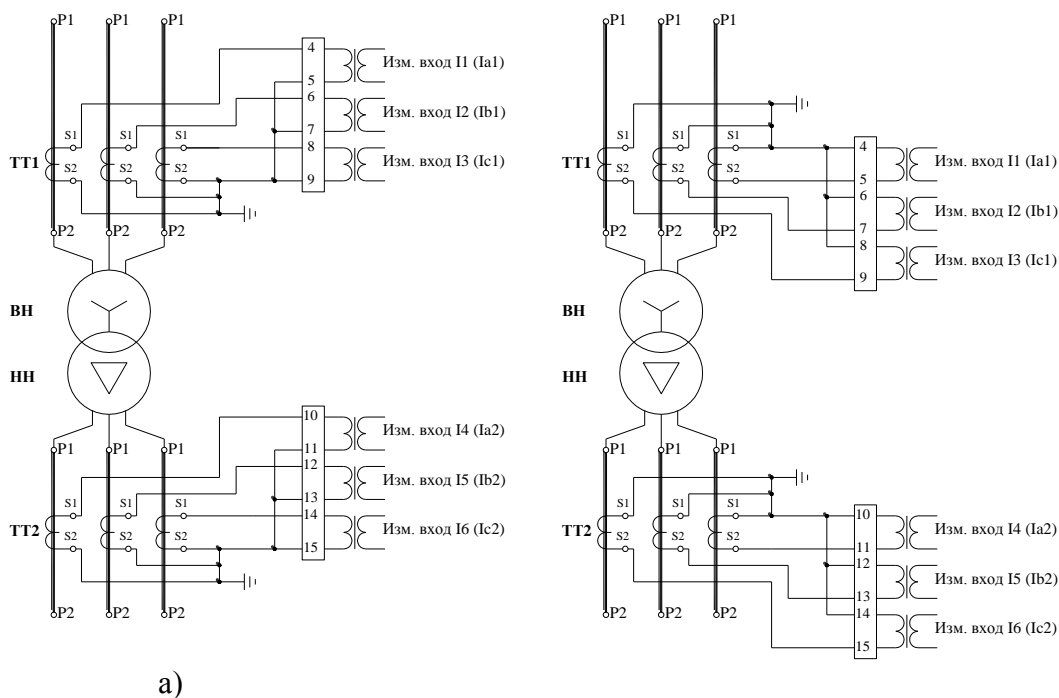 P1 P1 P1
4
Изм. вход I1 (Ia1)
5
6
Изм. вход I2 (Ib1)
7
S1 S1 S1
8
ТТ1
Изм. вход I3 (Ic1)
S2 S2 S2
9
P2 P2 P2
ВН
НН
10
Изм. вход I4 (Ia2)
11
P1 P1 P1
12
Изм. вход I5 (Ib2)
13
S1 S1 S1
14
ТТ2
Изм. вход I6 (Ic2)
S2 S2 S2
15
P2 P2 P2
а)
P1 P1 P1
S1 S1 S1
4
ТТ1
Изм. вход I1 (Ia1)
S2 S2 S2
5
6
Изм. вход I2 (Ib1)
7
P2 P2 P2
8
Изм. вход I3 (Ic1)
9
ВН
НН
P1 P1 P1
S1 S1 S1
10
ТТ2
Изм. вход I4 (Ia2)
S2 S2 S2
11
12
Изм. вход I5 (Ib2)
13
14
P2 P2 P2
Изм. вход I6 (Ic2)
15